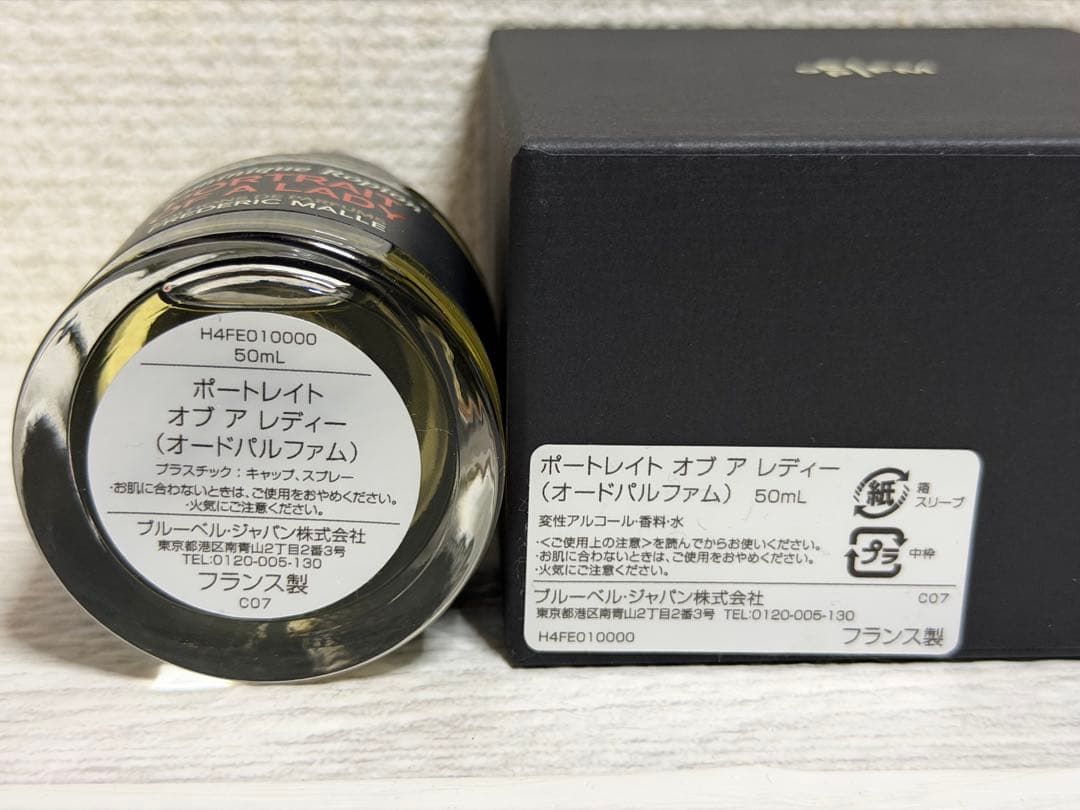 Ropion
PORTRAIT
OF A LADY
DE PARFUMS
FREDERIC MALLE
H4FE010000
50mL
ポートレイト
オブ ア レディー
(オードパルファム)
プラスチック:キャップ、スプレー
・お肌に合わないときは、ご使用をおやめください。
・火気にご注意ください。
ブルーベル・ジャパン株式会社
東京都港区南青山2丁目2番3号
TEL:0120-005-130
フランス製
C07
ポートレイト オブ ア レディー
(オードパルファム) 50mL
変性アルコール・香料・水
・<ご使用上の注意>を読んでからお使いください。
・お肌に合わないときは、ご使用をおやめください。
・火気にご注意ください。
紙 箱
スリーブ
プラ 中枠
ブルーベル・ジャパン株式会社 C07
東京都港区南青山2丁目2番3号 TEL:0120-005-130
H4FE010000 フランス製